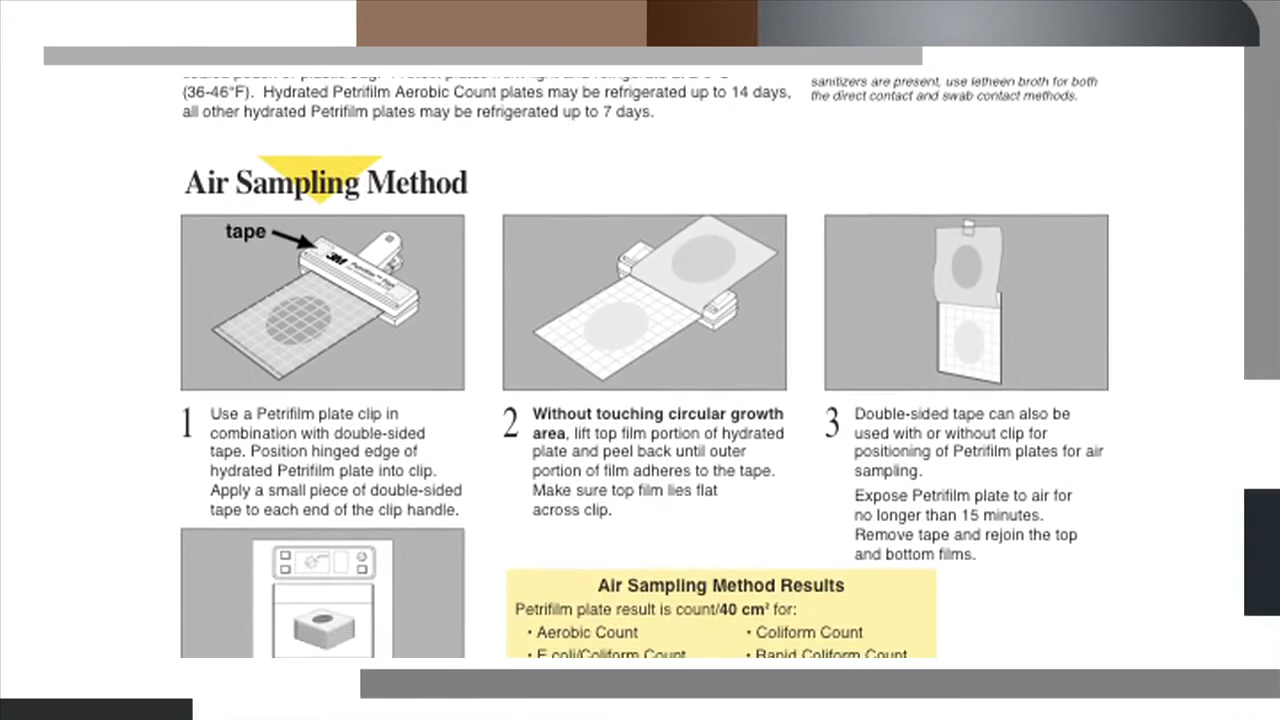 (36-46°F). Hydrated Petrifilm Aerobic Count plates may be refrigerated up to 14 days,
all other hydrated Petrifilm plates may be refrigerated up to 7 days.
sanitizers are present, use letheen broth for both
the direct contact and swab contact methods.
Air Sampling Method
tape
3M Petrifilm™
1 Use a Petrifilm plate clip in
combination with double-sided
tape. Position hinged edge of
hydrated Petrifilm plate into clip.
Apply a small piece of double-sided
tape to each end of the clip handle.
2 Without touching circular growth
area, lift top film portion of hydrated
plate and peel back until outer
portion of film adheres to the tape.
Make sure top film lies flat
across clip.
3 Double-sided tape can also be
used with or without clip for
positioning of Petrifilm plates for air
sampling.
Expose Petrifilm plate to air for
no longer than 15 minutes.
Remove tape and rejoin the top
and bottom films.
Air Sampling Method Results
Petrifilm plate result is count/40 cm² for:
• Aerobic Count
• Coliform Count
• E.coli/Coliform Count
• Rapid Coliform Count